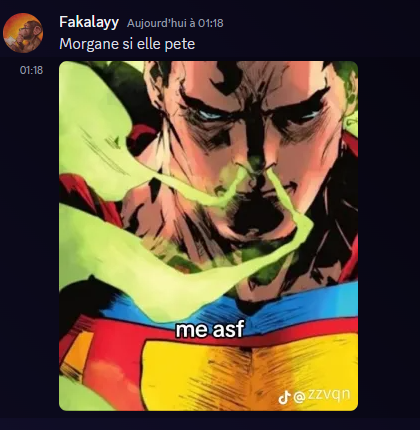 Fakalayy Aujourd'hui à 01:18
Morgane si elle pete
01:18
me asf
@zzvqn